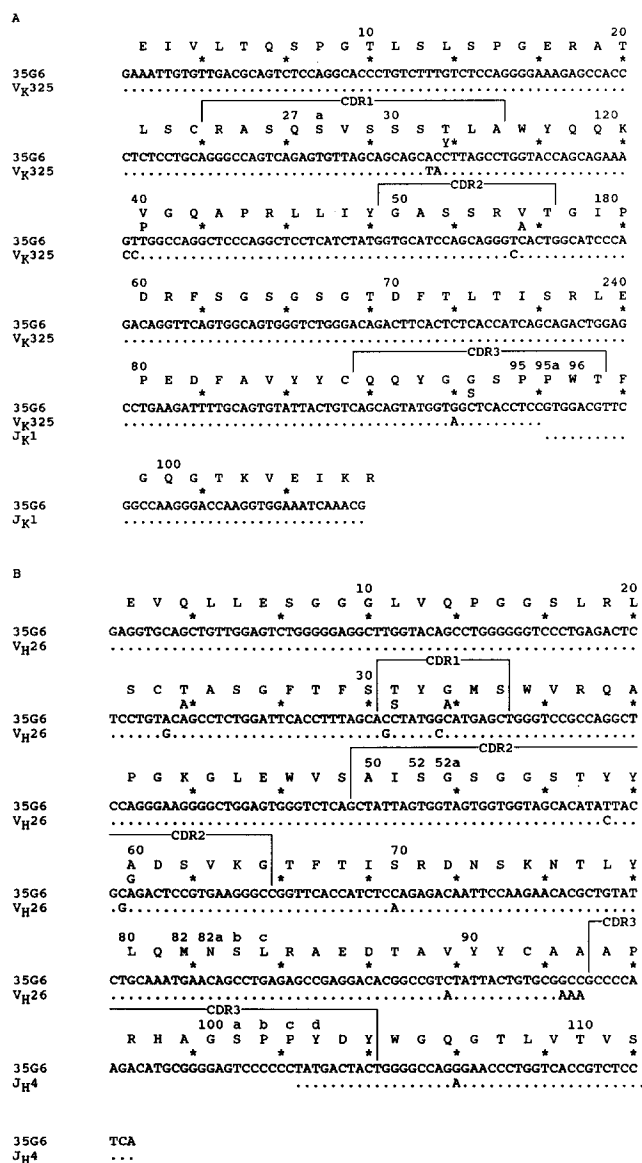 A
10 20
E I V L T Q S P G T L S L S P G E R A T
* * * * * *
35G6 GAAATTGTGTTGACGCAGTCTCCAGGCACCCTGTCTTTGTCTCCAGGGGAAAGAGCCACC
VK325 ............................................................
CDR1
27 a 30 120
L S C R A S Q S V S S S T L A W Y Q Q K
* * * Y* * *
35G6 CTCTCCTGCAGGGCCAGTCAGAGTGTTAGCAGCAGCACCTTAGCCTGGTACCAGCAGAAA
VK325 .....................................TA.....................
CDR2
40 50 180
V G Q A P R L L I Y G A S S R V T G I P
P * * * * A * *
35G6 GTTGGCCAGGCTCCCAGGCTCCTCATCTATGGTGCATCCAGCAGGGTCACTGGCATCCCA
VK325 CC............................................C.............
60 70 240
D R F S G S G S G T D F T L T I S R L E
* * * * * *
35G6 GACAGGTTCAGTGGCAGTGGGTCTGGGACAGACTTCACTCTCACCATCAGCAGACTGGAG
VK325 ............................................................
CDR3
80 95 95a 96
P E D F A V Y Y C Q Q Y G G S P P W T F
* * * * S * *
35G6 CCTGAAGATTTTGCAGTGTATTACTGTCAGCAGTATGGTGGCTCACCTCCGTGGACGTTC
VK325 .......................................A.........
JK1 ............
100
G Q G T K V E I K R
* *
35G6 GGCCAAGGGACCAAGGTGGAAATCAAACG
JK1 .............................
B
10 20
E V Q L L E S G G G L V Q P G G S L R L
* * * * * *
35G6 GAGGTGCAGCTGTTGGAGTCTGGGGGAGGCTTGGTACAGCCTGGGGGGTCCCTGAGACTC
VH26 ............................................................
CDR1
30
S C T A S G F T F S T Y G M S W V R Q A
A * * * S A* * *
35G6 TCCTGTACAGCCTCTGGATTCACCTTTAGCACCTATGGCATGAGCTGGGTCCGCCAGGCT
VH26 ......G........................G.....C......................
CDR2
50 52 52a
P G K G L E W V S A I S G S G G S T Y Y
* * * * * *
35G6 CCAGGGAAGGGGCTGGAGTGGGTCTCAGCTATTAGTGGTAGTGGTGGTAGCACATATTAC
VH26 ........................................................C...
CDR2
60 70
A D S V K G T F T I S R D N S K N T L Y
G * * * * * *
35G6 GCAGACTCCGTGAAGGGCCGGTTCACCATCTCCAGAGACAATTCCAAGAACACGCTGTAT
VH26 .G..............................A...........................
CDR3
80 82 82a b c 90
L Q M N S L R A E D T A V Y Y C A A A P
* * * * * *
35G6 CTGCAAATGAACAGCCTGAGAGCCGAGGACACGGCCGTCTATTACTGTGCGGCCGCCCCA
VH26 ......................................A............AAA
CDR3
100 a b c d 110
R H A G S P P Y D Y W G Q G T L V T V S
* * * * * *
35G6 AGACATGCGGGGAGTCCCCCCTATGACTACTGGGGCCAGGGAACCCTGGTCACCGTCTCC
JH4 ..................A....................
35G6 TCA
JH4 ...